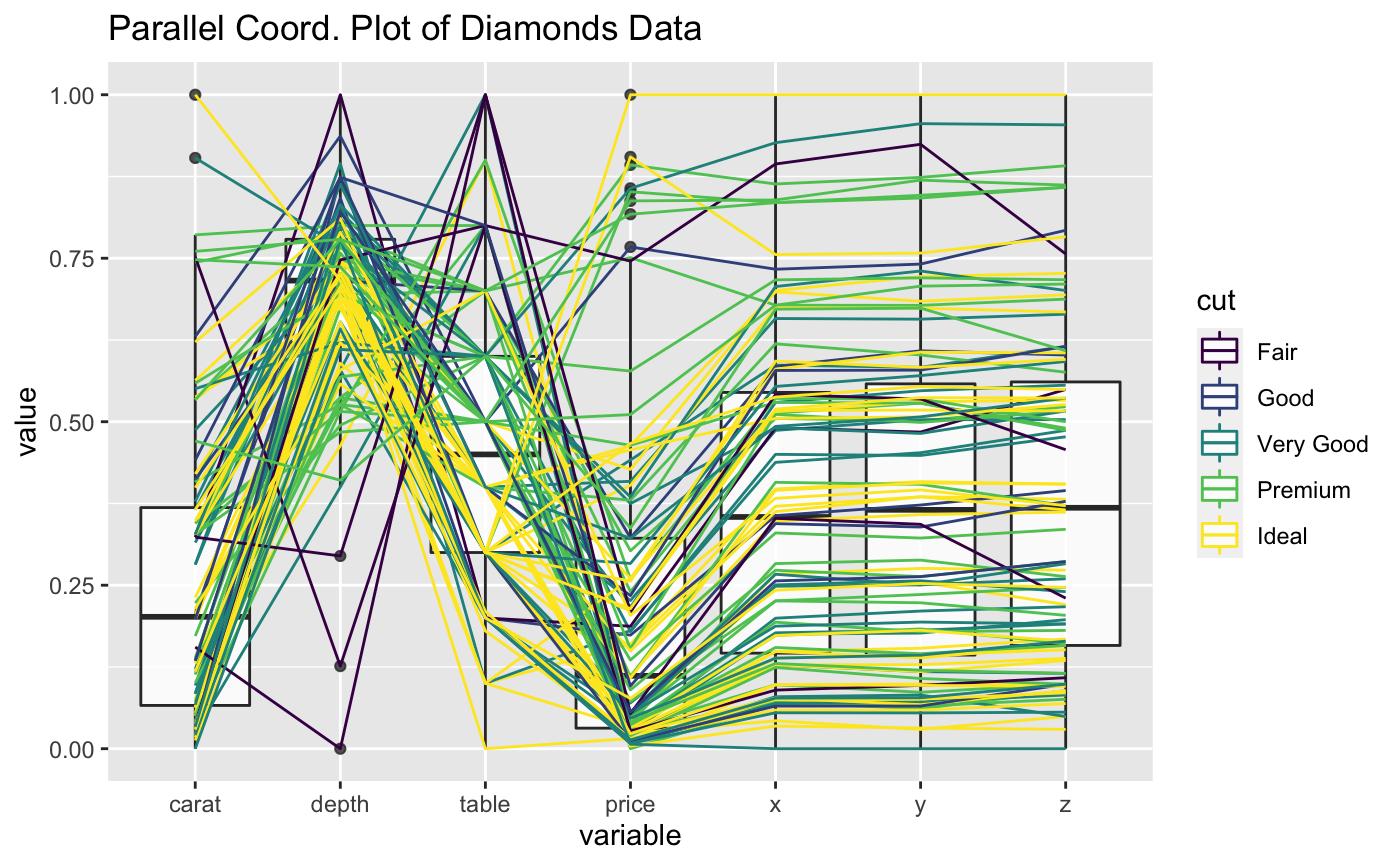 Parallel Coord. Plot of Diamonds Data
1.00
0.75
0.50
0.25
0.00
value
carat depth table price x y z
variable
cut
Fair
Good
Very Good
Premium
Ideal